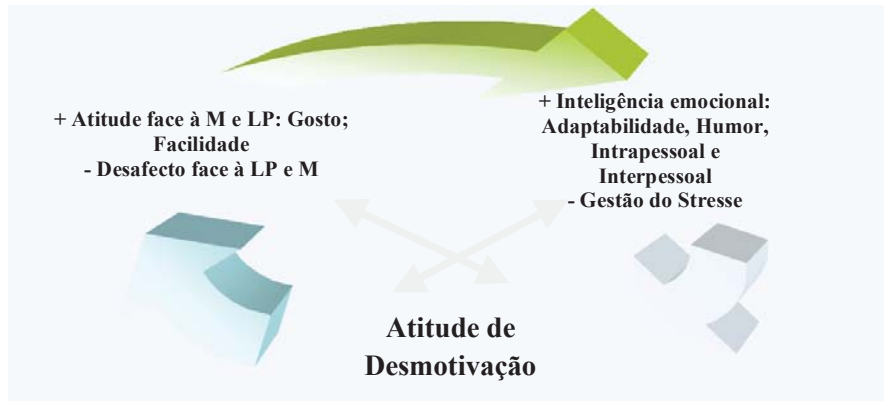 + Atitude face à M e LP: Gosto;
Facilidade
- Desafecto face à LP e M
+ Inteligência emocional:
Adaptabilidade, Humor,
Intrapessoal e
Interpessoal
- Gestão do Stresse
Atitude de
Desmotivação